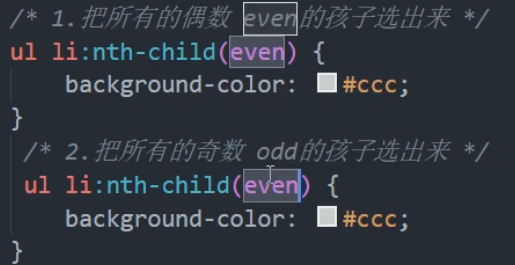 /* 1.把所有的偶数 even的孩子选出来 */
ul li:nth-child(even) {
background-color: #ccc;
}
/* 2.把所有的奇数 odd的孩子选出来 */
ul li:nth-child(even) {
background-color: #ccc;
}